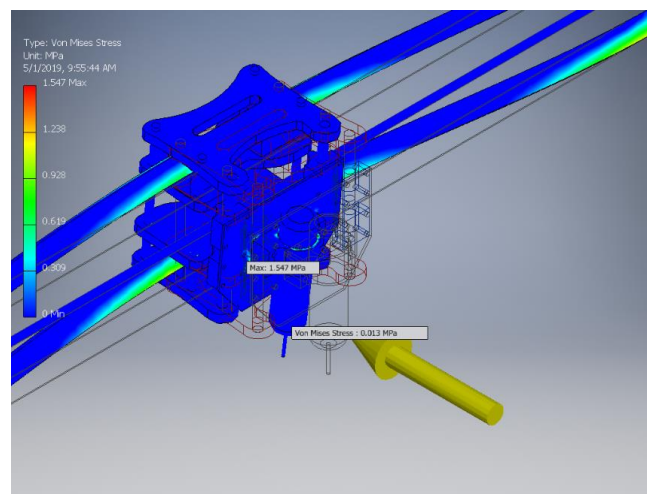 Type: Von Mises Stress
Unit: MPa
5/1/2019, 9:55:44 AM
1.547 Max
1.238
0.928
0.619
0.309
0 Min
Max: 1.547 MPa
Von Mises Stress : 0.013 MPa